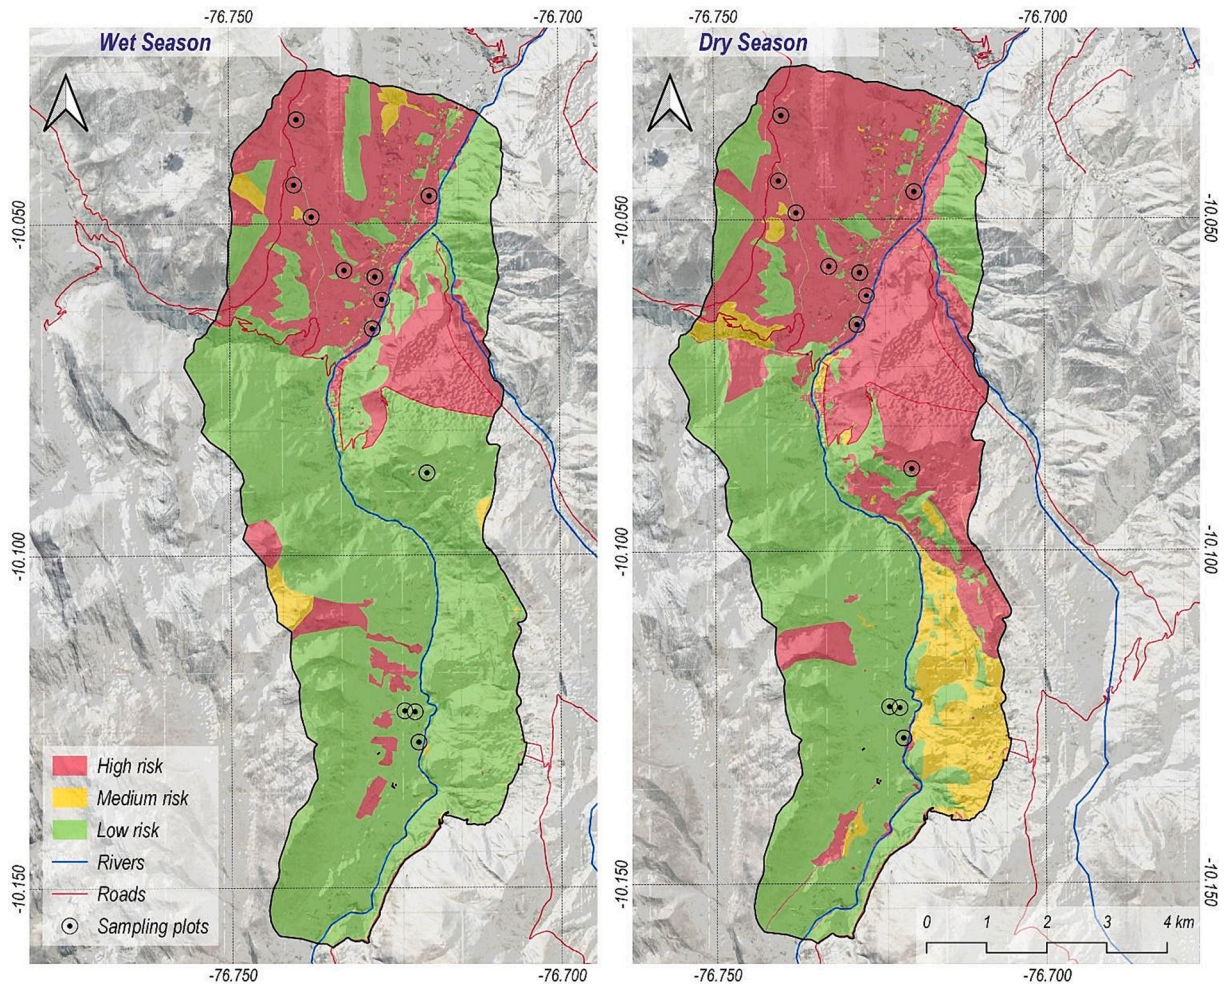 -76.750
-76.700
-76.750
-76.700
Wet Season
Dry Season
-10.050
-10.050
-10.100
-10.100
-10.150
-10.150
High risk
Medium risk
Low risk
Rivers
Roads
Sampling plots
0 1 2 3 4 km
-76.750
-76.700
-76.750
-76.700